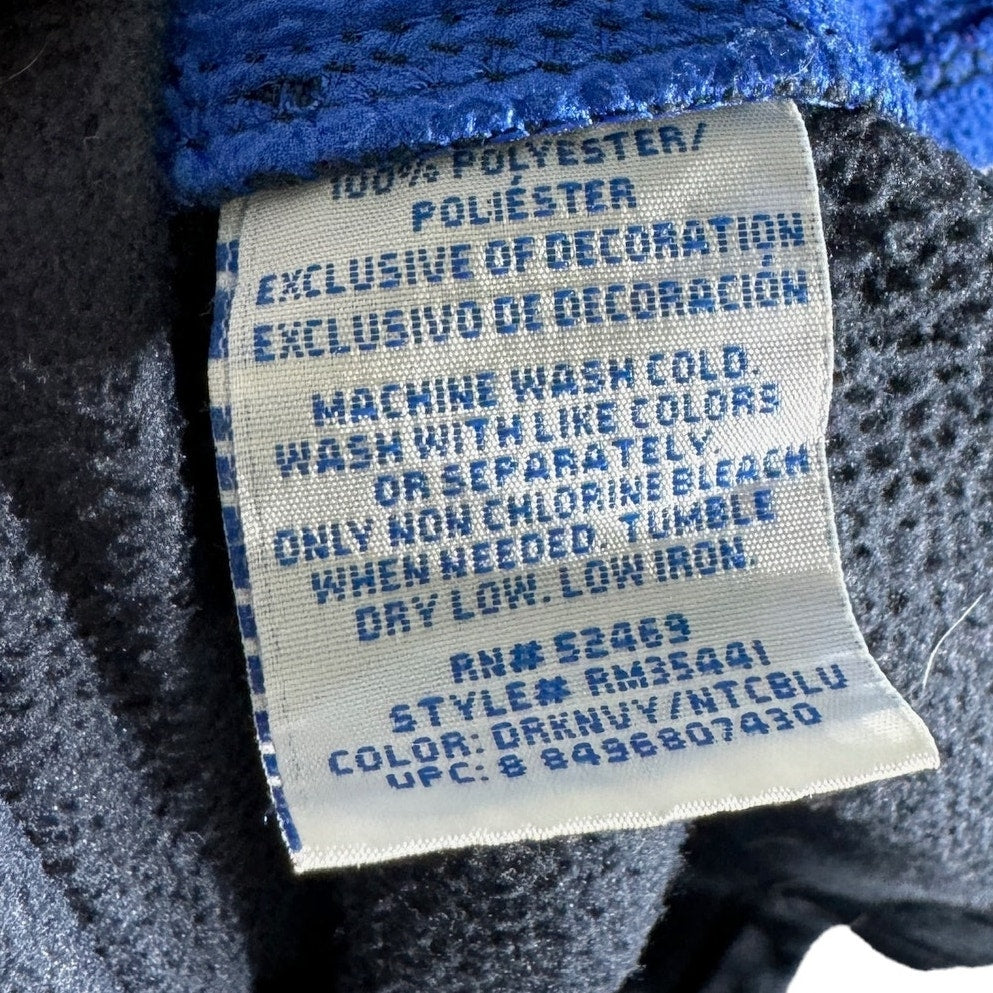 100% POLYESTER/
POLIÉSTER
EXCLUSIVE OF DECORATION
EXCLUSIVO DE DECORACIÓN
MACHINE WASH COLD.
WASH WITH LIKE COLORS
OR SEPARATELY.
ONLY NON CHLORINE BLEACH
WHEN NEEDED. TUMBLE
DRY LOW. LOW IRON.
RN# 52469
STYLE# RM35441
COLOR: DRKNVY/NTCBLU
UPC: 8 8496807430